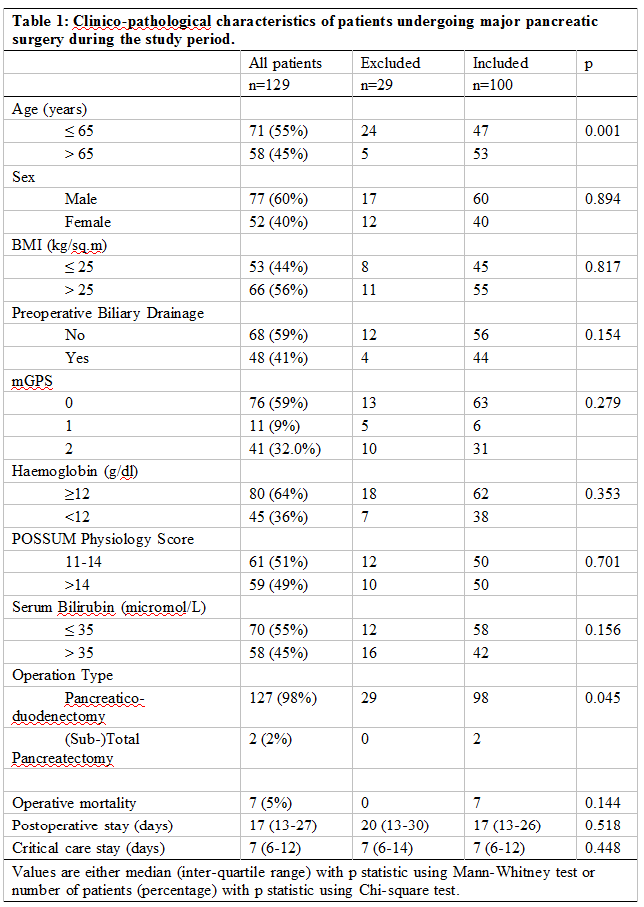 Table 1: Clinico-pathological characteristics of patients undergoing major pancreatic
surgery during the study period.
All patients Excluded Included p
n=129 n=29 n=100
Age (years)
≤ 65 71 (55%) 24 47 0.001
> 65 58 (45%) 5 53
Sex
Male 77 (60%) 17 60 0.894
Female 52 (40%) 12 40
BMI (kg/sq.m)
≤ 25 53 (44%) 8 45 0.817
> 25 66 (56%) 11 55
Preoperative Biliary Drainage
No 68 (59%) 12 56 0.154
Yes 48 (41%) 4 44
mGPS
0 76 (59%) 13 63 0.279
1 11 (9%) 5 6
2 41 (32.0%) 10 31
Haemoglobin (g/dl)
≥12 80 (64%) 18 62 0.353
<12 45 (36%) 7 38
POSSUM Physiology Score
11-14 61 (51%) 12 50 0.701
>14 59 (49%) 10 50
Serum Bilirubin (micromol/L)
≤ 35 70 (55%) 12 58 0.156
> 35 58 (45%) 16 42
Operation Type
Pancreatico- 127 (98%) 29 98 0.045
duodenectomy
(Sub-)Total 2 (2%) 0 2
Pancreatectomy
Operative mortality 7 (5%) 0 7 0.144
Postoperative stay (days) 17 (13-27) 20 (13-30) 17 (13-26) 0.518
Critical care stay (days) 7 (6-12) 7 (6-14) 7 (6-12) 0.448
Values are either median (inter-quartile range) with p statistic using Mann-Whitney test or
number of patients (percentage) with p statistic using Chi-square test.